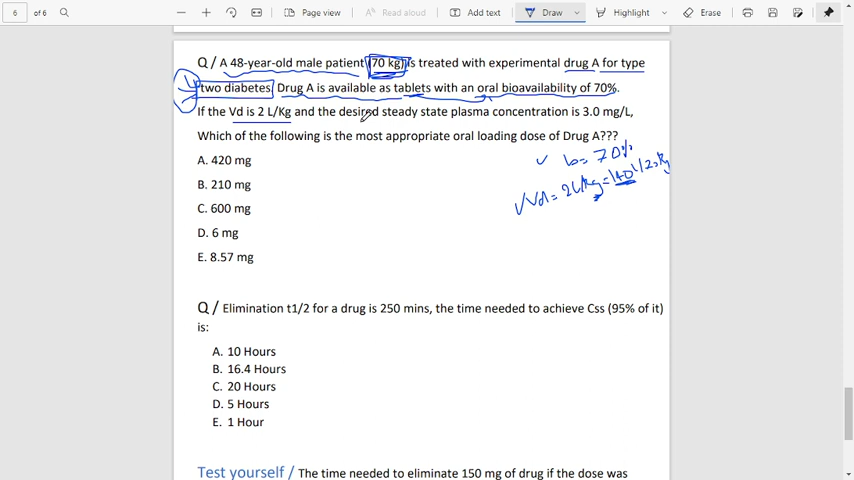 6 of 6 Page view Read aloud Add text Draw Highlight Erase
Q / A 48-year-old male patient (70 kg) is treated with experimental drug A for type
two diabetes. Drug A is available as tablets with an oral bioavailability of 70%.
If the Vd is 2 L/Kg and the desired steady state plasma concentration is 3.0 mg/L,
Which of the following is the most appropriate oral loading dose of Drug A???
A. 420 mg
b= 70%
B. 210 mg
Vd= 2L/kg = 140
C. 600 mg
D. 6 mg
E. 8.57 mg
Q / Elimination t1/2 for a drug is 250 mins, the time needed to achieve Css (95% of it)
is:
A. 10 Hours
B. 16.4 Hours
C. 20 Hours
D. 5 Hours
E. 1 Hour
Test yourself / The time needed to eliminate 150 mg of drug if the dose was